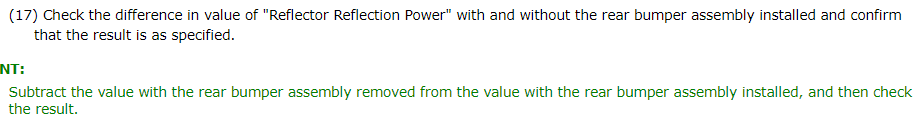 (17) Check the difference in value of "Reflector Reflection Power" with and without the rear bumper assembly installed and confirm
that the result is as specified.
NT:
Subtract the value with the rear bumper assembly removed from the value with the rear bumper assembly installed, and then check
the result.